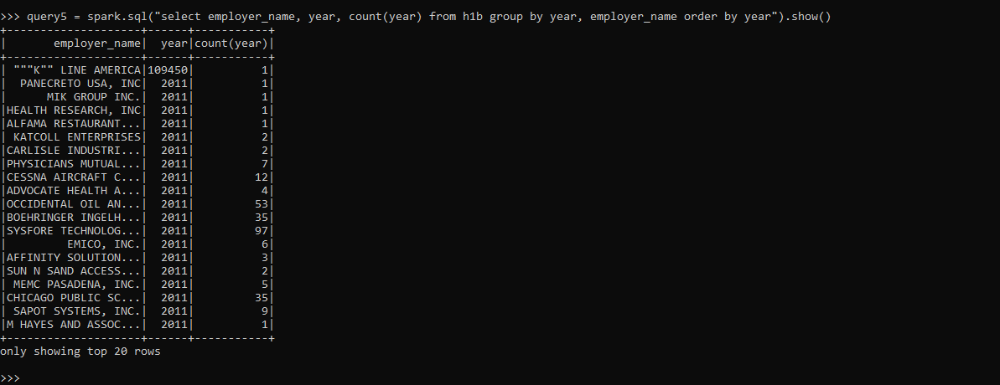 >>> query5 = spark.sql("select employer_name, year, count(year) from h1b group by year, employer_name order by year").show()
+--------------------+------+-----------+
|       employer_name|  year|count(year)|
+--------------------+------+-----------+
| """K"" LINE AMERICA|109450|          1|
|  PANECRETO USA, INC|  2011|          1|
|      MIK GROUP INC.|  2011|          1|
|HEALTH RESEARCH, INC|  2011|          1|
|ALFAMA RESTAURANT...|  2011|          1|
| KATCOLL ENTERPRISES|  2011|          2|
|CARLISLE INDUSTRI...|  2011|          2|
|PHYSICIANS MUTUAL...|  2011|          7|
|CESSNA AIRCRAFT C...|  2011|         12|
|ADVOCATE HEALTH A...|  2011|          4|
|OCCIDENTAL OIL AN...|  2011|         53|
|BOEHRINGER INGELH...|  2011|         35|
|SYSFORE TECHNOLOG...|  2011|         97|
|         EMICO, INC.|  2011|          6|
|AFFINITY SOLUTION...|  2011|          3|
|SUN N SAND ACCESS...|  2011|          2|
| MEMC PASADENA, INC.|  2011|          5|
|CHICAGO PUBLIC SC...|  2011|         35|
| SAPOT SYSTEMS, INC.|  2011|          9|
|M HAYES AND ASSOC...|  2011|          1|
+--------------------+------+-----------+
only showing top 20 rows
>>>